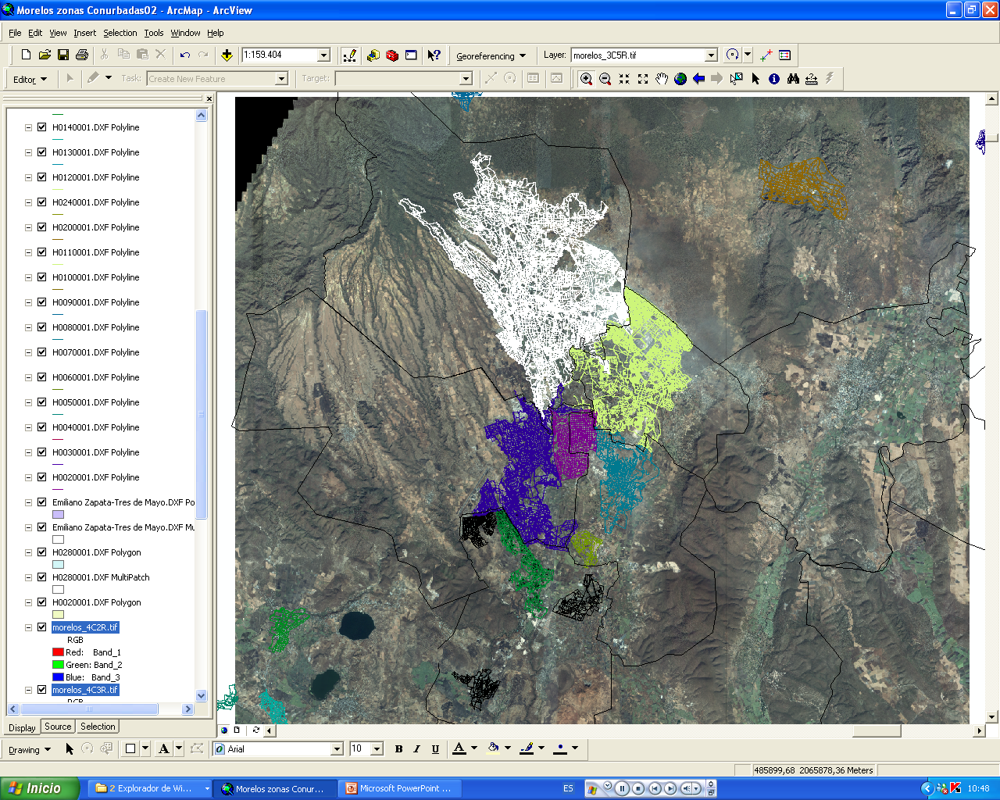 Morelos zonas Conurbadas02 - ArcMap - ArcView
File Edit View Insert Selection Tools Window Help
1:159.404
Georeferencing
Layer:
morelos_3C5R.tif
Editor
Task:
Create New Feature
Target:
H0140001.DXF Polyline
H0130001.DXF Polyline
H0120001.DXF Polyline
H0240001.DXF Polyline
H0200001.DXF Polyline
H0110001.DXF Polyline
H0100001.DXF Polyline
H0090001.DXF Polyline
H0080001.DXF Polyline
H0070001.DXF Polyline
H0060001.DXF Polyline
H0050001.DXF Polyline
H0040001.DXF Polyline
H0030001.DXF Polyline
H0020001.DXF Polyline
Emiliano Zapata-Tres de Mayo.DXF Po
Emiliano Zapata-Tres de Mayo.DXF Mu
H0280001.DXF Polygon
H0280001.DXF MultiPatch
H0020001.DXF Polygon
morelos_4C2R.tif
RGB
Red: Band_1
Green: Band_2
Blue: Band_3
morelos_4C3R.tif
RGB
Display Source Selection
Drawing
A
Arial
10
B I U
A
485899,68 2065878,36 Meters
Inicio
2 Explorador de Wi...
Morelos zonas Conur...
Microsoft PowerPoint ...
ES
10:48